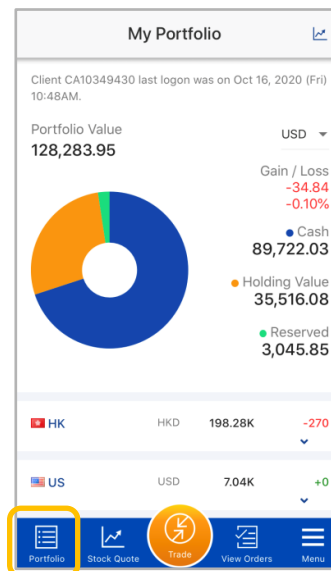 My Portfolio
Client CA10349430 last logon was on Oct 16, 2020 (Fri)
10:48AM.
Portfolio Value
128,283.95
USD
Gain / Loss
-34.84
-0.10%
Cash
89,722.03
Holding Value
35,516.08
Reserved
3,045.85
HK HKD 198.28K -270
US USD 7.04K +0
Portfolio Stock Quote Trade View Orders Menu